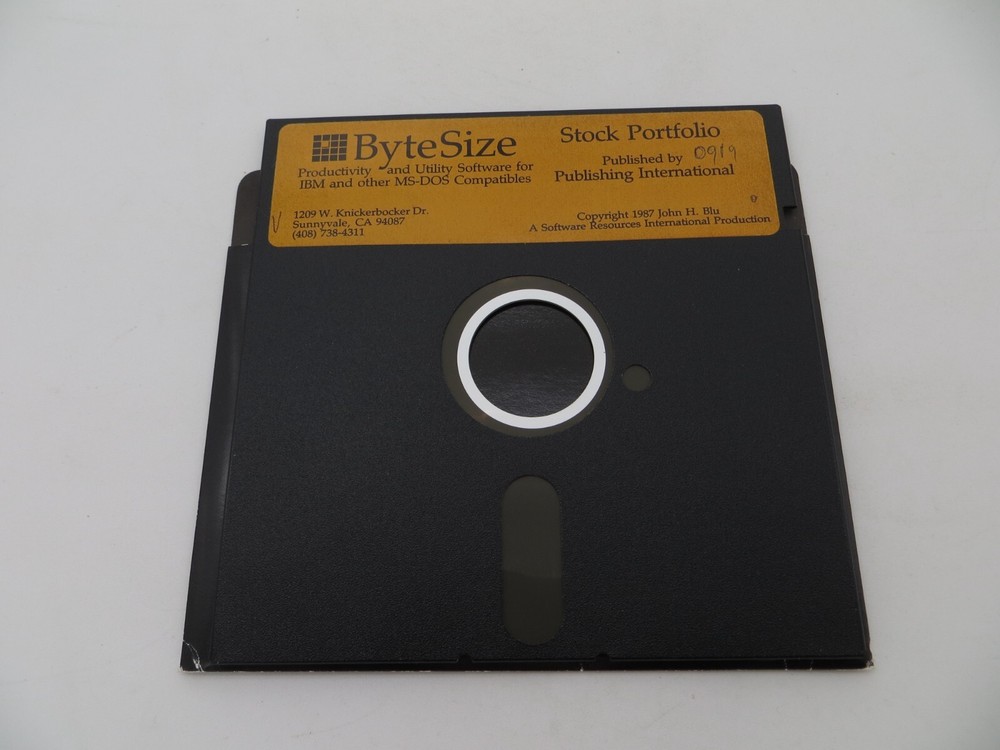 ByteSize
Productivity and Utility Software for
IBM and other MS-DOS Compatibles
1209 W. Knickerbocker Dr.
Sunnyvale, CA 94087
(408) 738-4311
V
Stock Portfolio
Published by 0919
Publishing International
Copyright 1987 John H. Blu
A Software Resources International Production